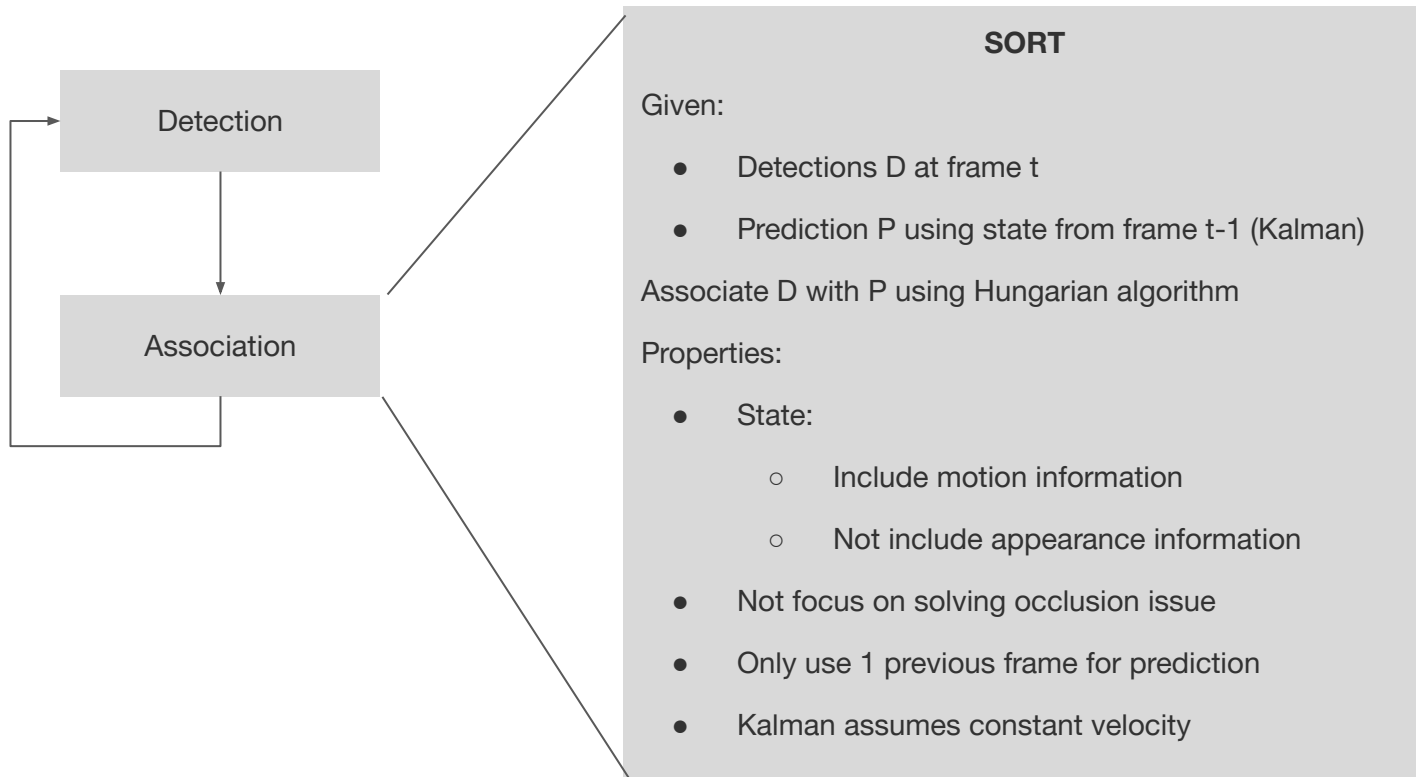 Detection
Association
SORT
Given:
● Detections D at frame t
● Prediction P using state from frame t-1 (Kalman)
Associate D with P using Hungarian algorithm
Properties:
● State:
○ Include motion information
○ Not include appearance information
● Not focus on solving occlusion issue
● Only use 1 previous frame for prediction
● Kalman assumes constant velocity